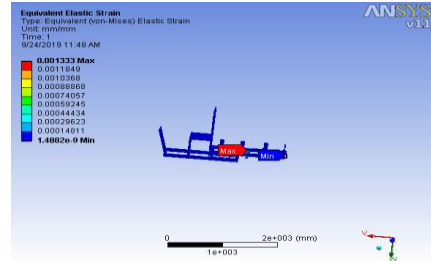 Equivalent Elastic Strain
Type: Equivalent (von-Mises) Elastic Strain
Unit: mm/mm
Time: 1
9/24/2019 11:48 AM
ANSYS
v11
0.001333 Max
0.0011849
0.0010368
0.00088868
0.00074057
0.00059245
0.00044434
0.00029623
0.00014811
1.4882e-9 Min
Max
Min
0
2e+003 (mm)
1e+003
Y